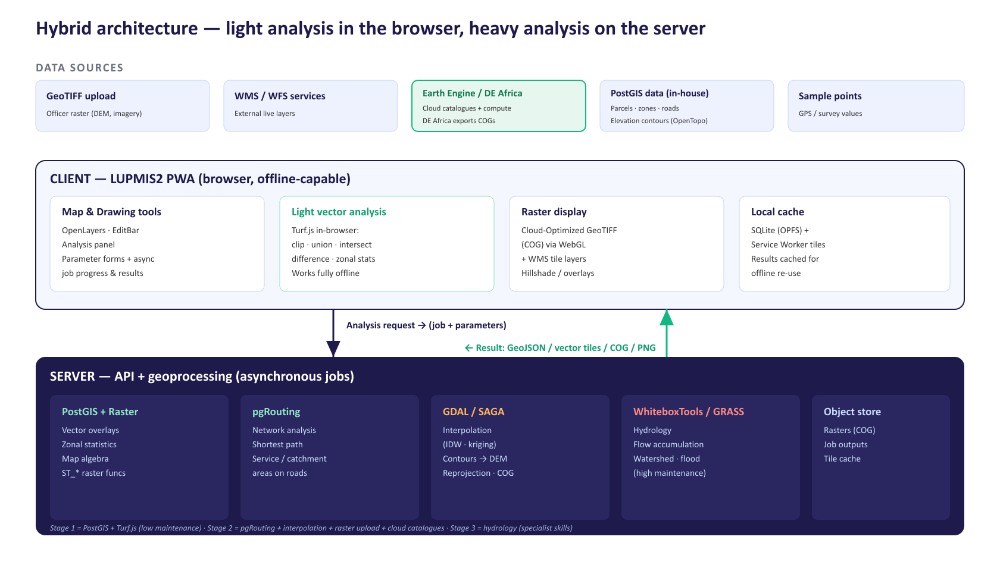 Hybrid architecture — light analysis in the browser, heavy analysis on the server
DATA SOURCES
GeoTIFF upload
Officer raster (DEM, imagery)
WMS / WFS services
External live layers
Earth Engine / DE Africa
Cloud catalogues + compute
DE Africa exports COGs
PostGIS data (in-house)
Parcels · zones · roads
Elevation contours (OpenTopo)
Sample points
GPS / survey values
CLIENT — LUPMIS2 PWA (browser, offline-capable)
Map & Drawing tools
OpenLayers · EditBar
Analysis panel
Parameter forms + async
job progress & results
Light vector analysis
Turf.js in-browser:
clip · union · intersect
difference · zonal stats
Works fully offline
Raster display
Cloud-Optimized GeoTIFF
(COG) via WebGL
+ WMS tile layers
Hillshade / overlays
Local cache
SQLite (OPFS) +
Service Worker tiles
Results cached for
offline re-use
Analysis request → (job + parameters)
← Result: GeoJSON / vector tiles / COG / PNG
SERVER — API + geoprocessing (asynchronous jobs)
PostGIS + Raster
Vector overlays
Zonal statistics
Map algebra
ST_* raster funcs
pgRouting
Network analysis
Shortest path
Service / catchment
areas on roads
GDAL / SAGA
Interpolation
(IDW · kriging)
Contours → DEM
Reprojection · COG
WhiteboxTools / GRASS
Hydrology
Flow accumulation
Watershed · flood
(high maintenance)
Object store
Rasters (COG)
Job outputs
Tile cache
Stage 1 = PostGIS + Turf.js (low maintenance) · Stage 2 = pgRouting + interpolation + raster upload + cloud catalogues · Stage 3 = hydrology (specialist skills)